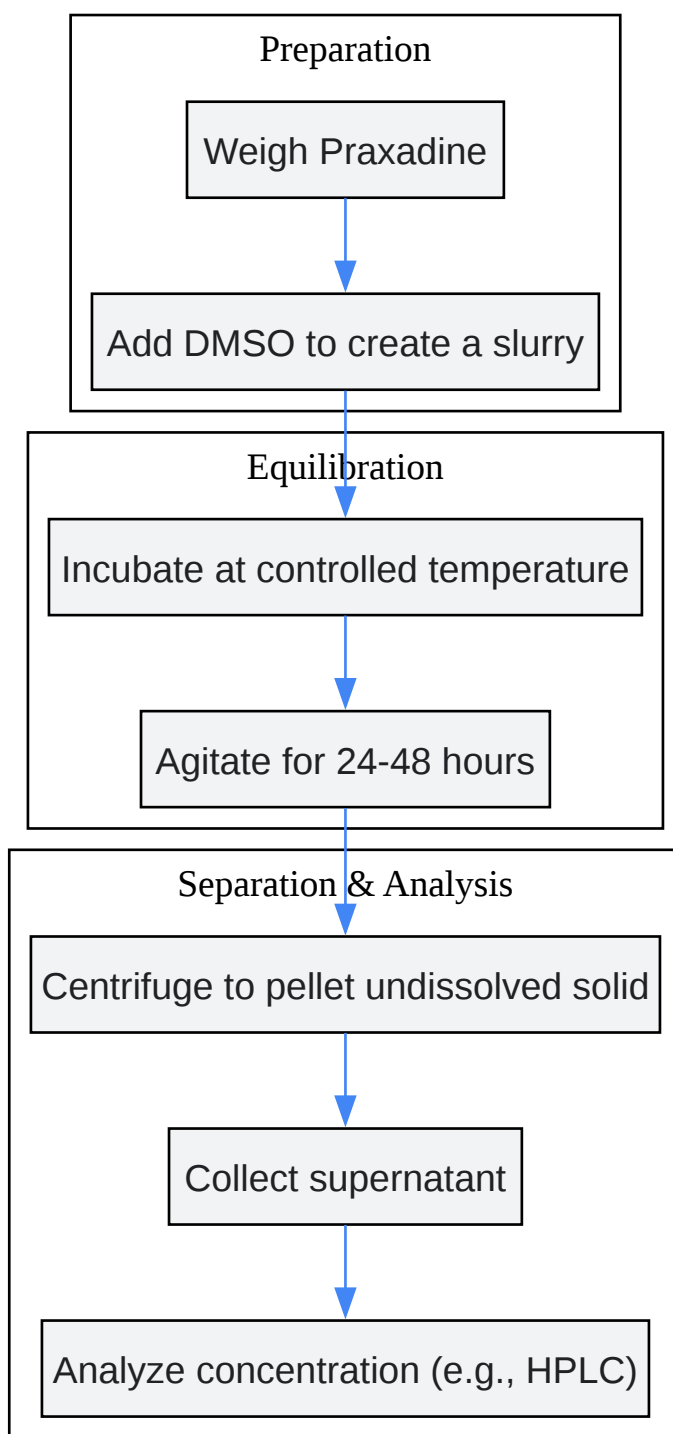 Preparation
Weigh Praxadine
Add DMSO to create a slurry
Equilibration
Incubate at controlled temperature
Agitate for 24-48 hours
Separation & Analysis
Centrifuge to pellet undissolved solid
Collect supernatant
Analyze concentration (e.g., HPLC)